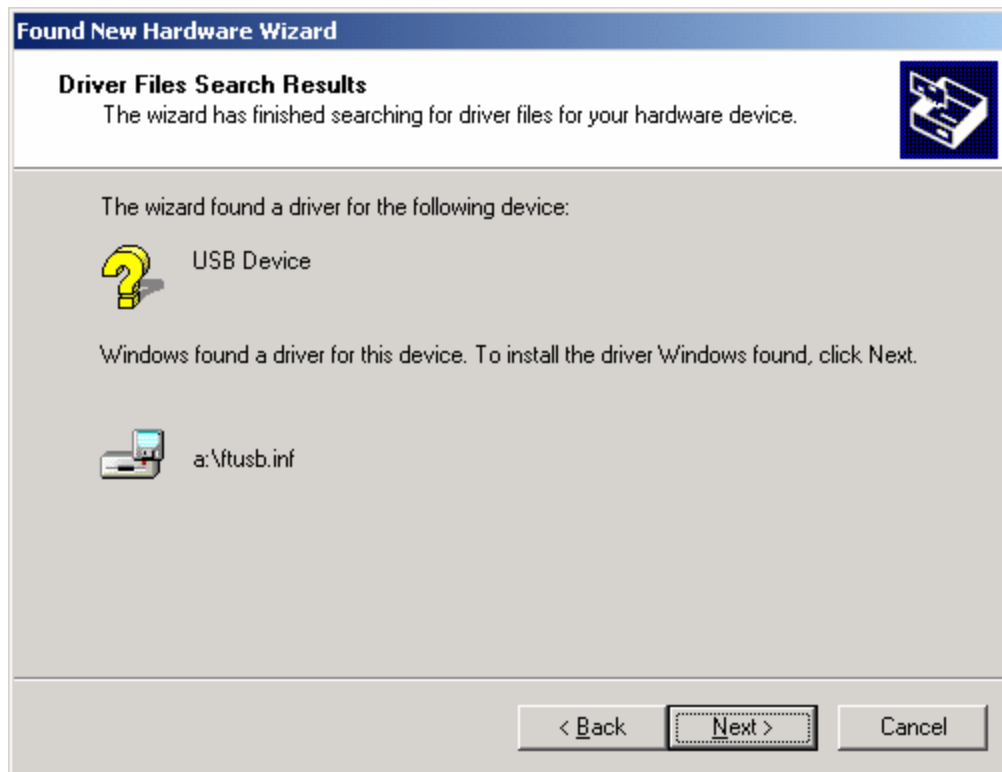 Found New Hardware Wizard
Driver Files Search Results
The wizard has finished searching for driver files for your hardware device.
The wizard found a driver for the following device:
USB Device
Windows found a driver for this device. To install the driver Windows found, click Next.
a:\ftusb.inf
< Back Next > Cancel